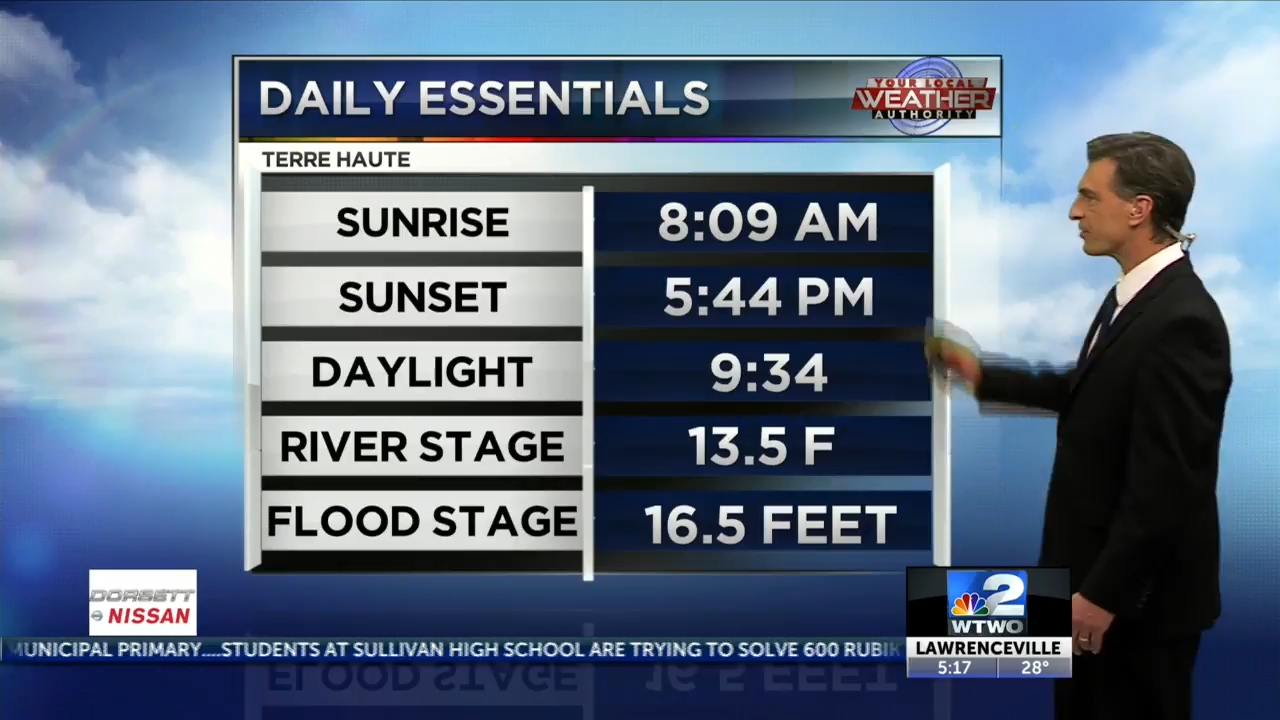 DAILY ESSENTIALS
YOUR LOCAL
WEATHER
AUTHORITY
TERRE HAUTE
SUNRISE 8:09 AM
SUNSET 5:44 PM
DAYLIGHT 9:34
RIVER STAGE 13.5 F
FLOOD STAGE 16.5 FEET
DORSETT
NISSAN
2
WTWO
MUNICIPAL PRIMARY....STUDENTS AT SULLIVAN HIGH SCHOOL ARE TRYING TO SOLVE 600 RUBIK
LAWRENCEVILLE
5:17 28°